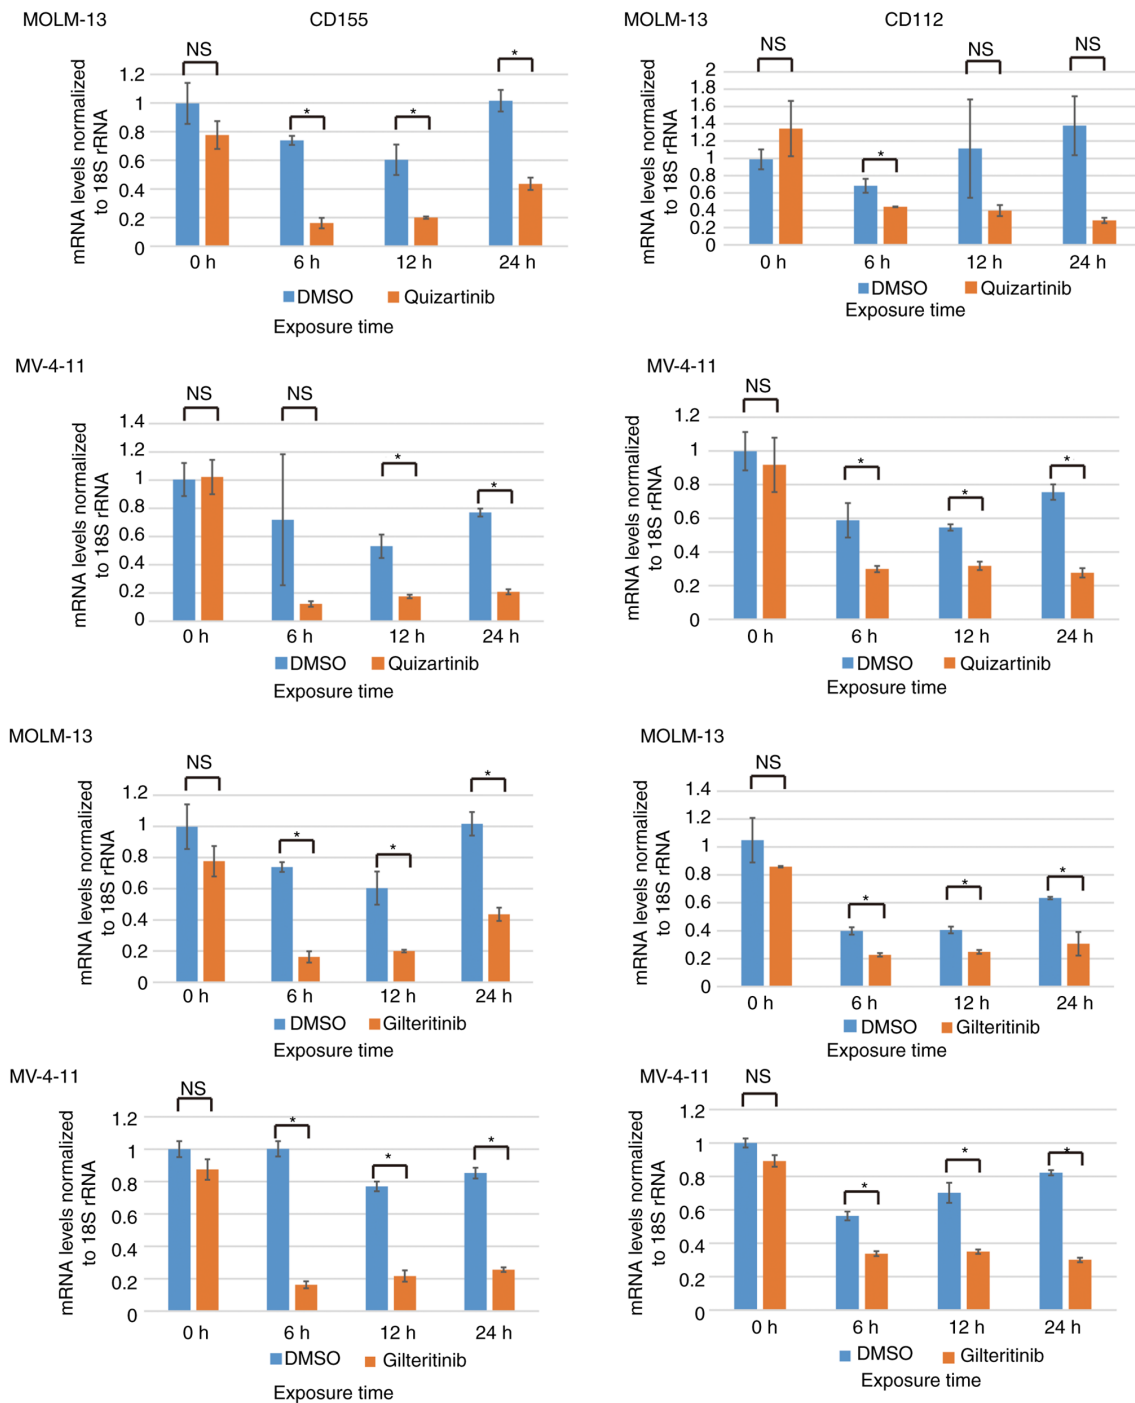 MOLM-13 CD155
NS * * *
mRNA levels normalized
to 18S rRNA
1.2
1
0.8
0.6
0.4
0.2
0
0 h 6 h 12 h 24 h
DMSO Quizartinib
Exposure time
MOLM-13 CD112
NS * NS NS
mRNA levels normalized
to 18S rRNA
2
1.8
1.6
1.4
1.2
1
0.8
0.6
0.4
0.2
0
0 h 6 h 12 h 24 h
DMSO Quizartinib
Exposure time
MV-4-11
NS NS * *
mRNA levels normalized
to 18S rRNA
1.4
1.2
1
0.8
0.6
0.4
0.2
0
0 h 6 h 12 h 24 h
DMSO Quizartinib
Exposure time
MV-4-11
NS * * *
mRNA levels normalized
to 18S rRNA
1.2
1
0.8
0.6
0.4
0.2
0
0 h 6 h 12 h 24 h
DMSO Quizartinib
Exposure time
MOLM-13
NS * * *
mRNA levels normalized
to 18S rRNA
1.2
1
0.8
0.6
0.4
0.2
0
0 h 6 h 12 h 24 h
DMSO Gilteritinib
Exposure time
MOLM-13
NS * * *
mRNA levels normalized
to 18S rRNA
1.4
1.2
1
0.8
0.6
0.4
0.2
0
0 h 6 h 12 h 24 h
DMSO Gilteritinib
Exposure time
MV-4-11
NS * * *
mRNA levels normalized
to 18S rRNA
1.2
1
0.8
0.6
0.4
0.2
0
0 h 6 h 12 h 24 h
DMSO Gilteritinib
Exposure time
MV-4-11 NS
* * *
mRNA levels normalized
to 18S rRNA
1.2
1
0.8
0.6
0.4
0.2
0
0 h 6 h 12 h 24 h
DMSO Gilteritinib
Exposure time